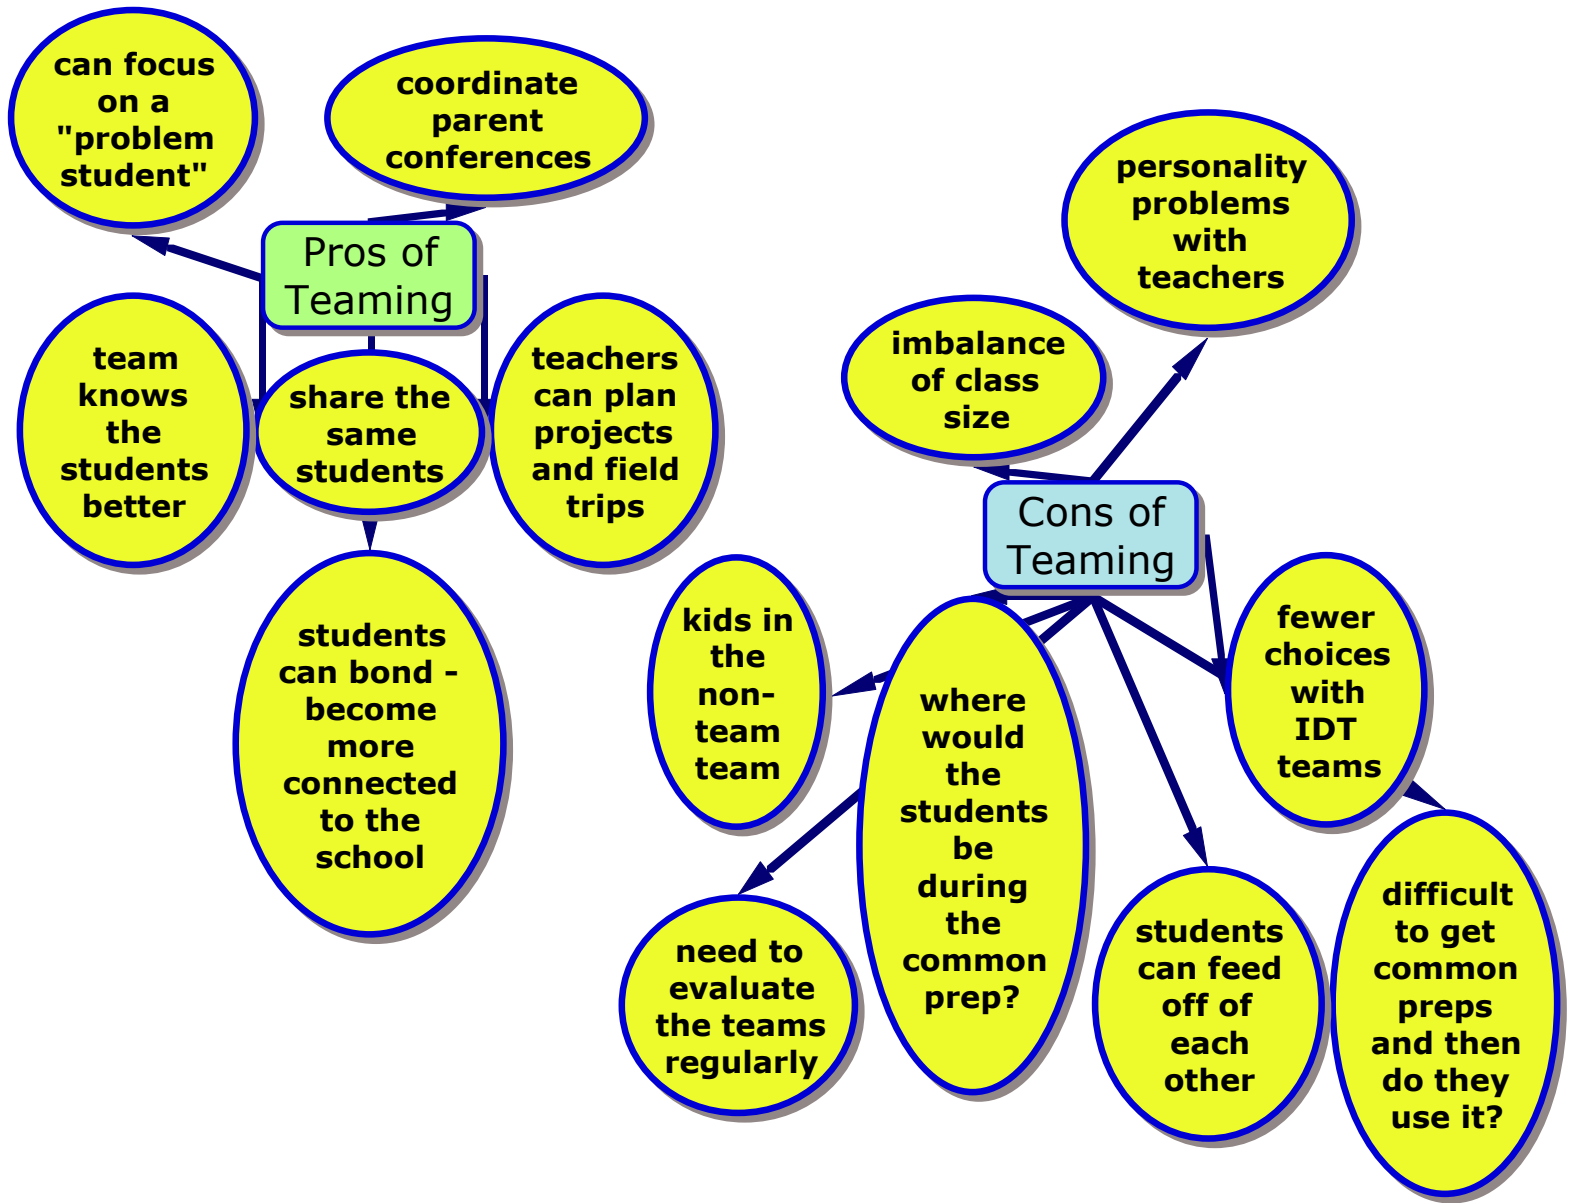 can focus
on a
"problem
student"
coordinate
parent
conferences
Pros of
Teaming
team
knows
the
students
better
share the
same
students
teachers
can plan
projects
and field
trips
students
can bond -
become
more
connected
to the
school
personality
problems
with
teachers
imbalance
of class
size
Cons of
Teaming
kids in
the
non-
team
team
where
would
the
students
be
during
the
common
prep?
fewer
choices
with
IDT
teams
need to
evaluate
the teams
regularly
students
can feed
off of
each
other
difficult
to get
common
preps
and then
do they
use it?